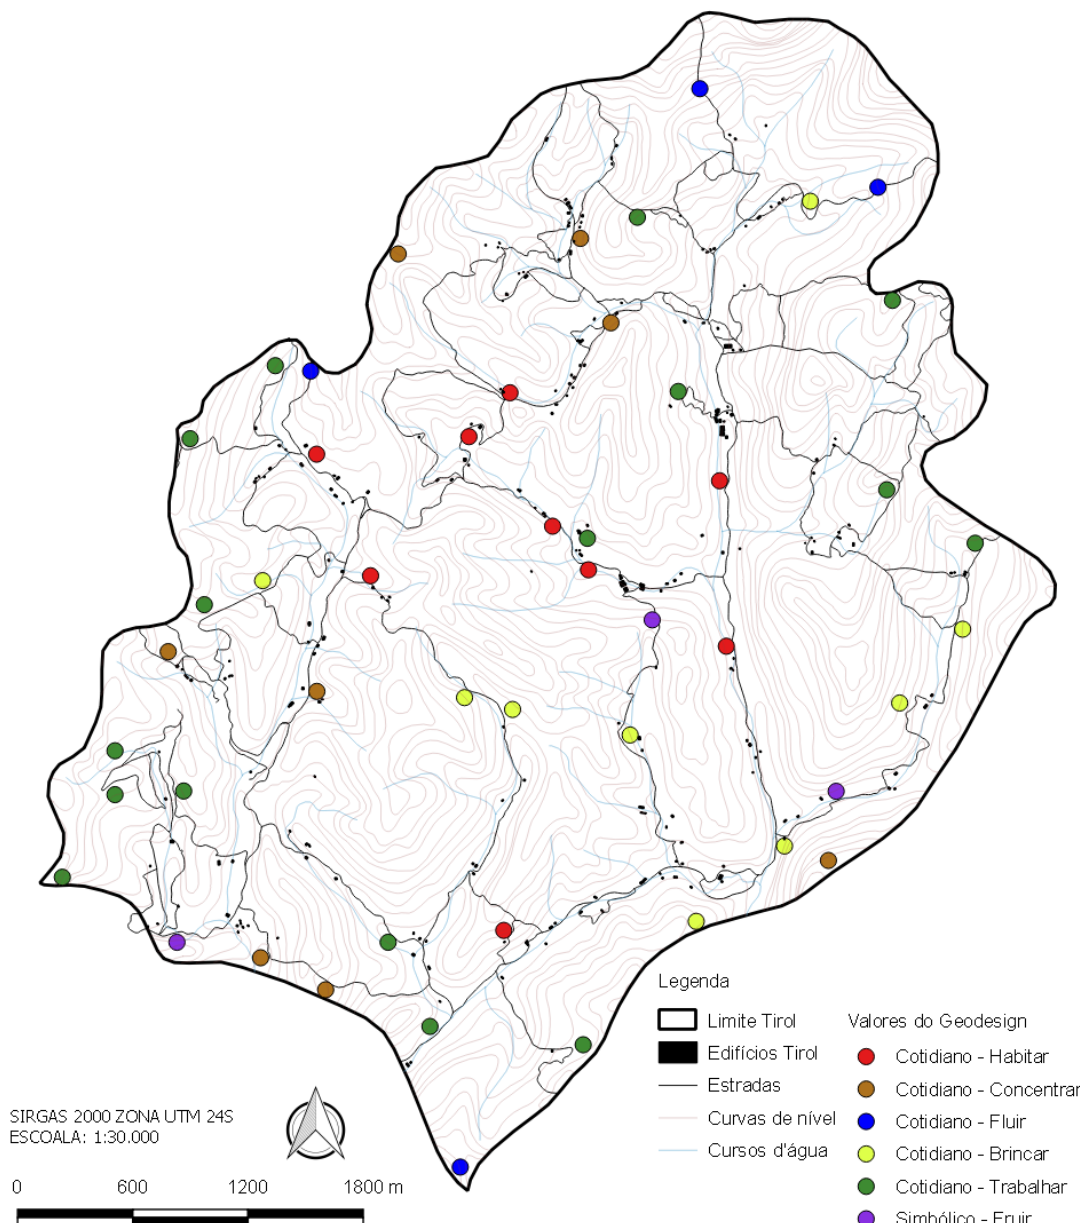 Legenda
Limite Tirol
Edifícios Tirol
Estradas
Curvas de nível
Cursos d'água
Valores do Geodesign
Cotidiano - Habitar
Cotidiano - Concentrar
Cotidiano - Fluir
Cotidiano - Brincar
Cotidiano - Trabalhar
Simbólico - Fruir
SIRGAS 2000 ZONA UTM 24S
ESCOALA: 1:30.000
0 600 1200 1800 m